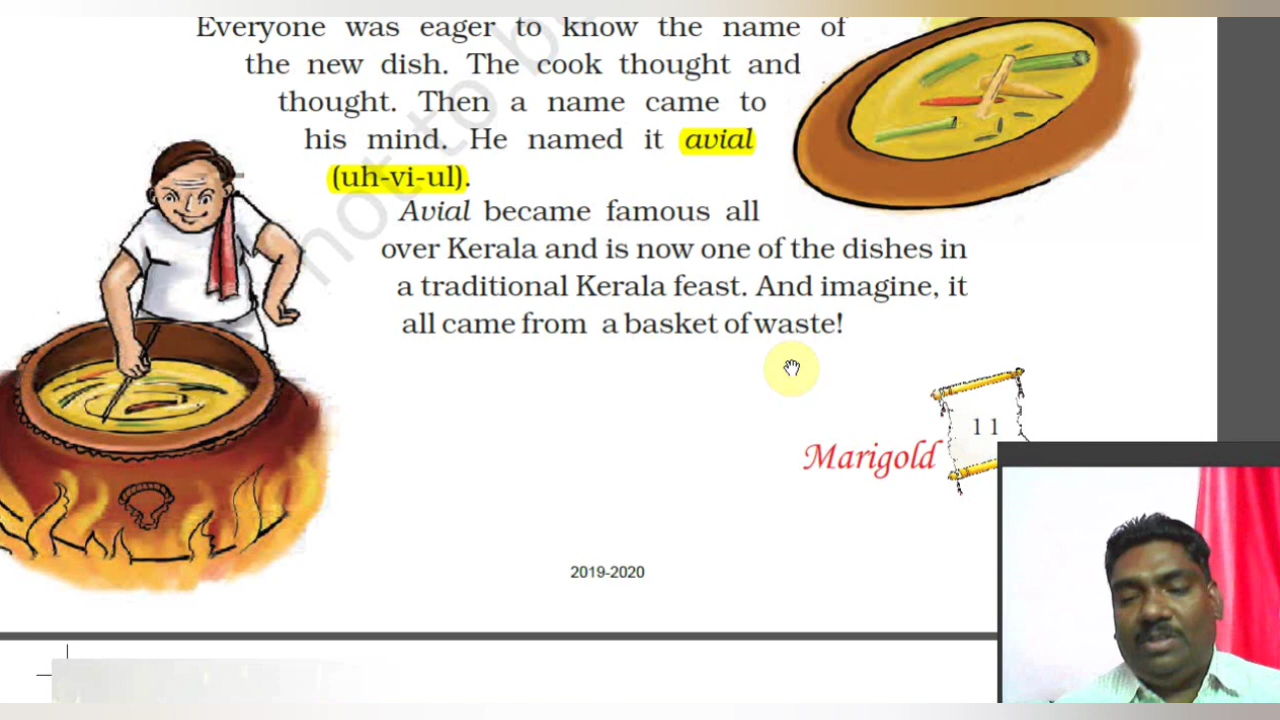 Everyone was eager to know the name of
the new dish. The cook thought and
thought. Then a name came to
his mind. He named it avial
(uh-vi-ul).
Avial became famous all
over Kerala and is now one of the dishes in
a traditional Kerala feast. And imagine, it
all came from a basket of waste!
not to b
11
Marigold
2019-2020